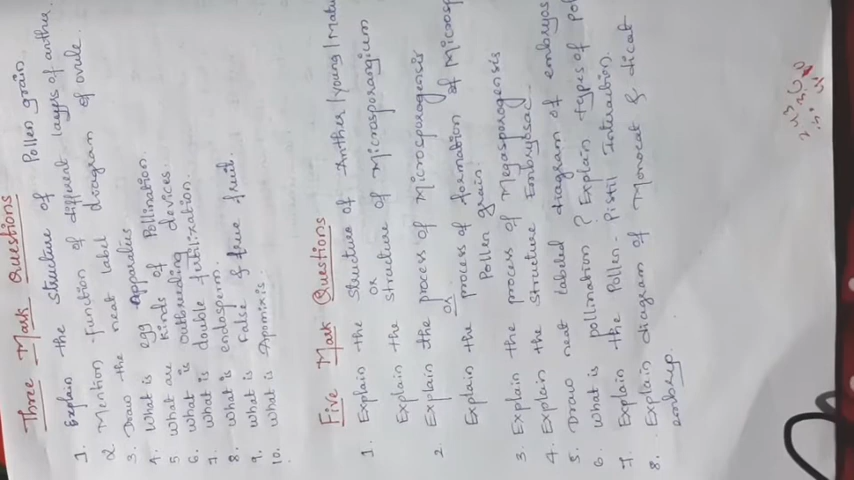 Three Mark Questions
1. Explain the structure of Pollen grain.
2. Mention function of different layers of anther.
3. Draw the neat label diagram of ovule.
4. What is egg Apparatus
5 What are kinds of Pollination.
6. What is outbreeding devices.
7. What is double fertilization.
8 What is endosperm.
9. What is False & true fruit.
10. What is Apomixis.
Five Mark Questions
1. Explain the structure of Anther / young / Matu
OR
Explain the structure of Microsporangium
2. Explain the process of Microsporogensis
or
Explain the process of formation of Microsp
Pollen grain
3. Explain the process of Megasporogensis
4. Explain the structure Embryosac
5. Draw neat labeled diagram of embryos
6. What is pollination? Explain types of Pol
7. Explain the Pollen-Pistil Interaction.
8. Explain diagram of Monocot & dicat
embryo.